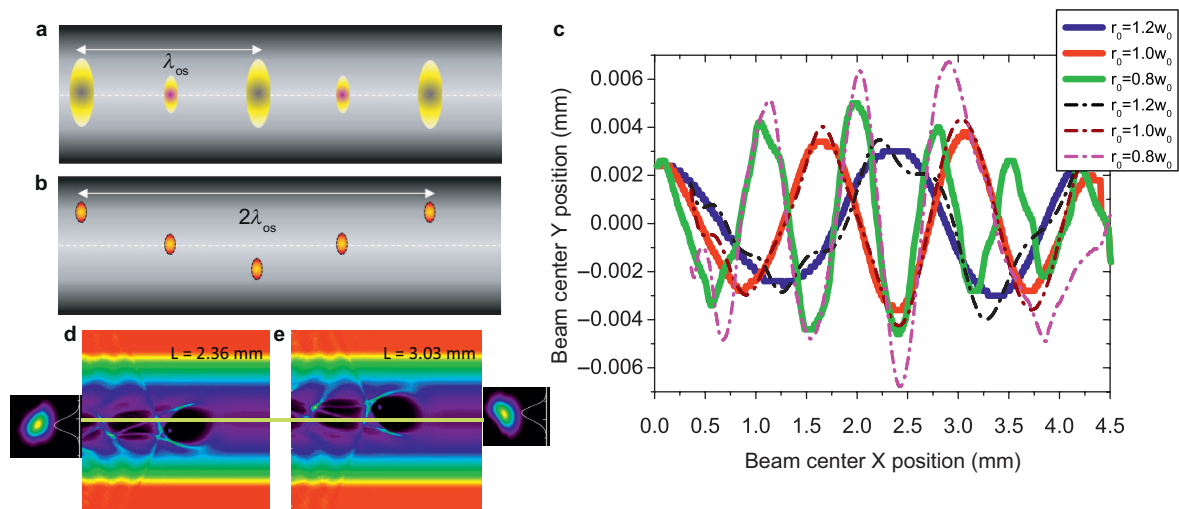 a
λos
b
2λos
d
L = 2.36 mm
e
L = 3.03 mm
c
r0=1.2w0
r0=1.0w0
r0=0.8w0
r0=1.2w0
r0=1.0w0
r0=0.8w0
Beam center Y position (mm)
0.006
0.004
0.002
0.000
−0.002
−0.004
−0.006
0.0 0.5 1.0 1.5 2.0 2.5 3.0 3.5 4.0 4.5
Beam center X position (mm)